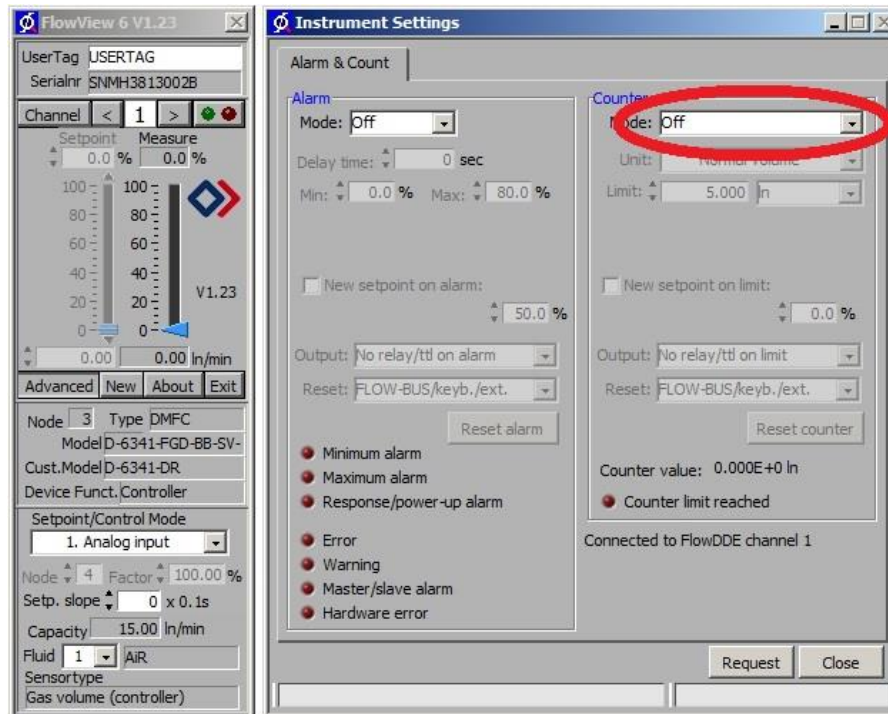 FlowView 6 V1.23
UserTag USERTAG
Serialnr SNMH3813002B
Channel < 1 >
Setpoint Measure
0.0 % 0.0 %
100 100
80 80
60 60
40 40
20 20
0 0
V1.23
0.00 0.00 ln/min
Advanced New About Exit
Node 3 Type DMFC
Model D-6341-FGD-BB-SV-
Cust.Model D-6341-DR
Device Funct. Controller
Setpoint/Control Mode
1. Analog input
Node 4 Factor 100.00 %
Setp. slope 0 x 0.1s
Capacity 15.00 ln/min
Fluid 1 AiR
Sensortype
Gas volume (controller)
Instrument Settings
Alarm & Count
Alarm
Mode: Off
Delay time: 0 sec
Min: 0.0 % Max: 80.0 %
New setpoint on alarm:
50.0 %
Output: No relay/ttl on alarm
Reset: FLOW-BUS/keyb./ext.
Reset alarm
Minimum alarm
Maximum alarm
Response/power-up alarm
Error
Warning
Master/slave alarm
Hardware error
Counter
Mode: Off
Unit: Normal volume
Limit: 5.000 ln
New setpoint on limit:
0.0 %
Output: No relay/ttl on limit
Reset: FLOW-BUS/keyb./ext.
Reset counter
Counter value: 0.000E+0 ln
Counter limit reached
Connected to FlowDDE channel 1
Request Close